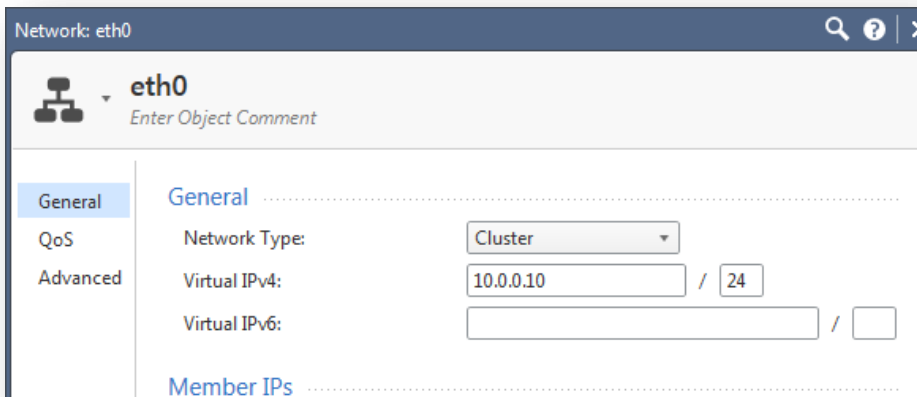 Network: eth0
eth0
Enter Object Comment
General
QoS
Advanced
General
Network Type: Cluster
Virtual IPv4: 10.0.0.10 / 24
Virtual IPv6: /
Member IPs